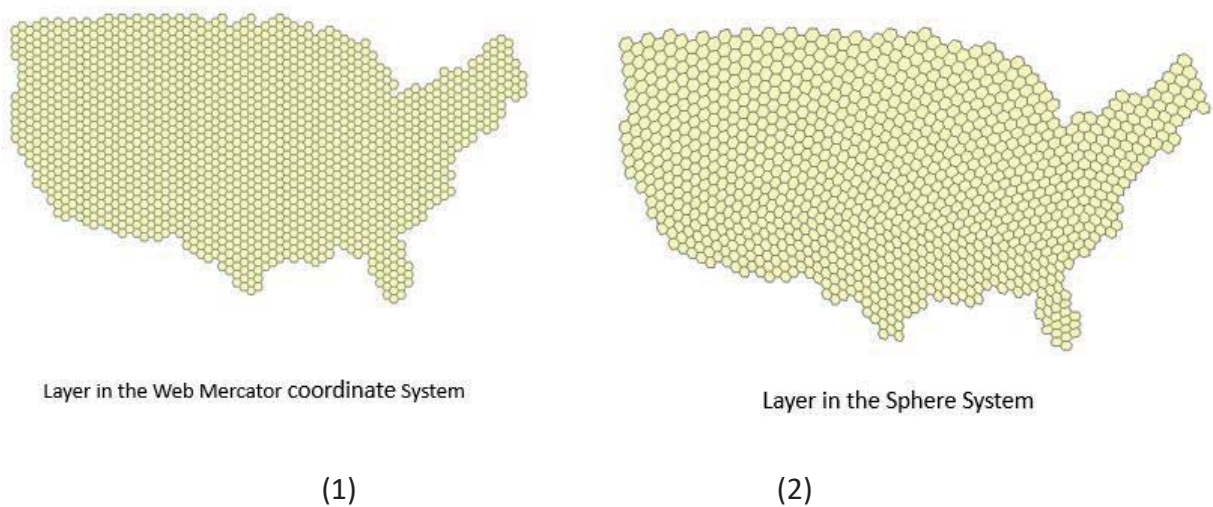 Layer in the Web Mercator coordinate System
Layer in the Sphere System
(1)
(2)